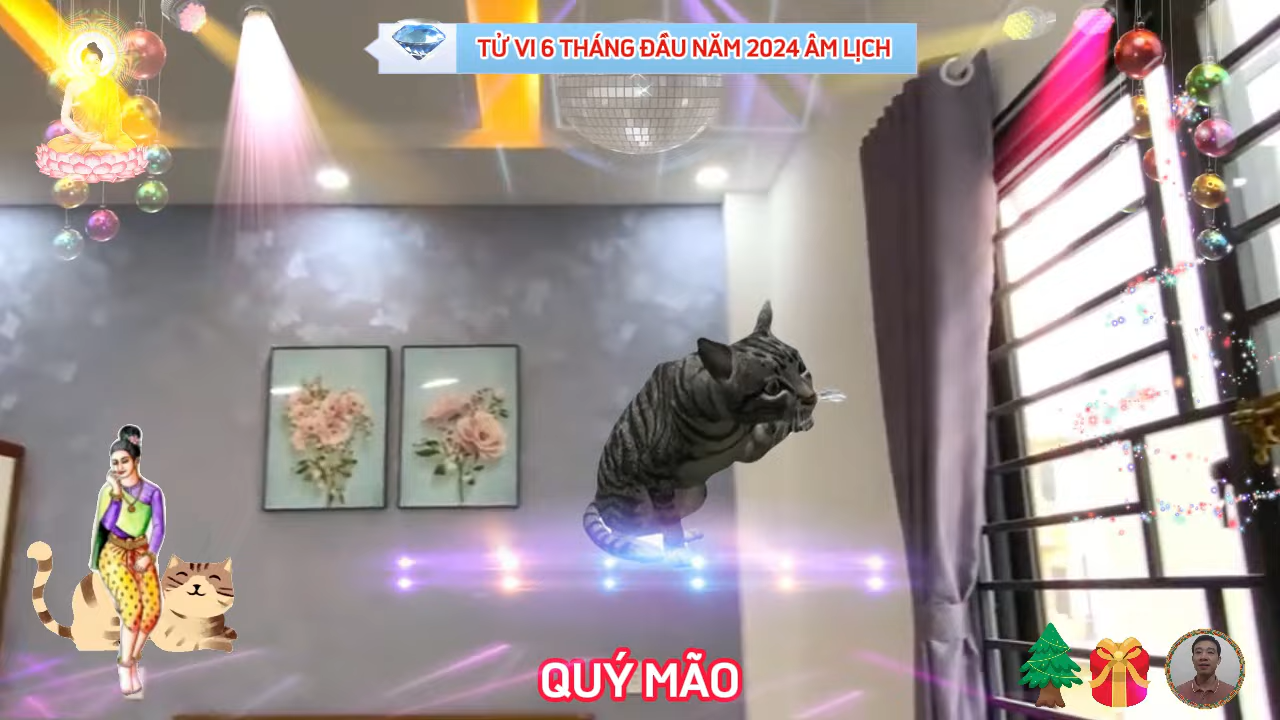 TỬ VI 6 THÁNG ĐẦU NĂM 2024 ÂM LỊCH
QUÝ MÃO